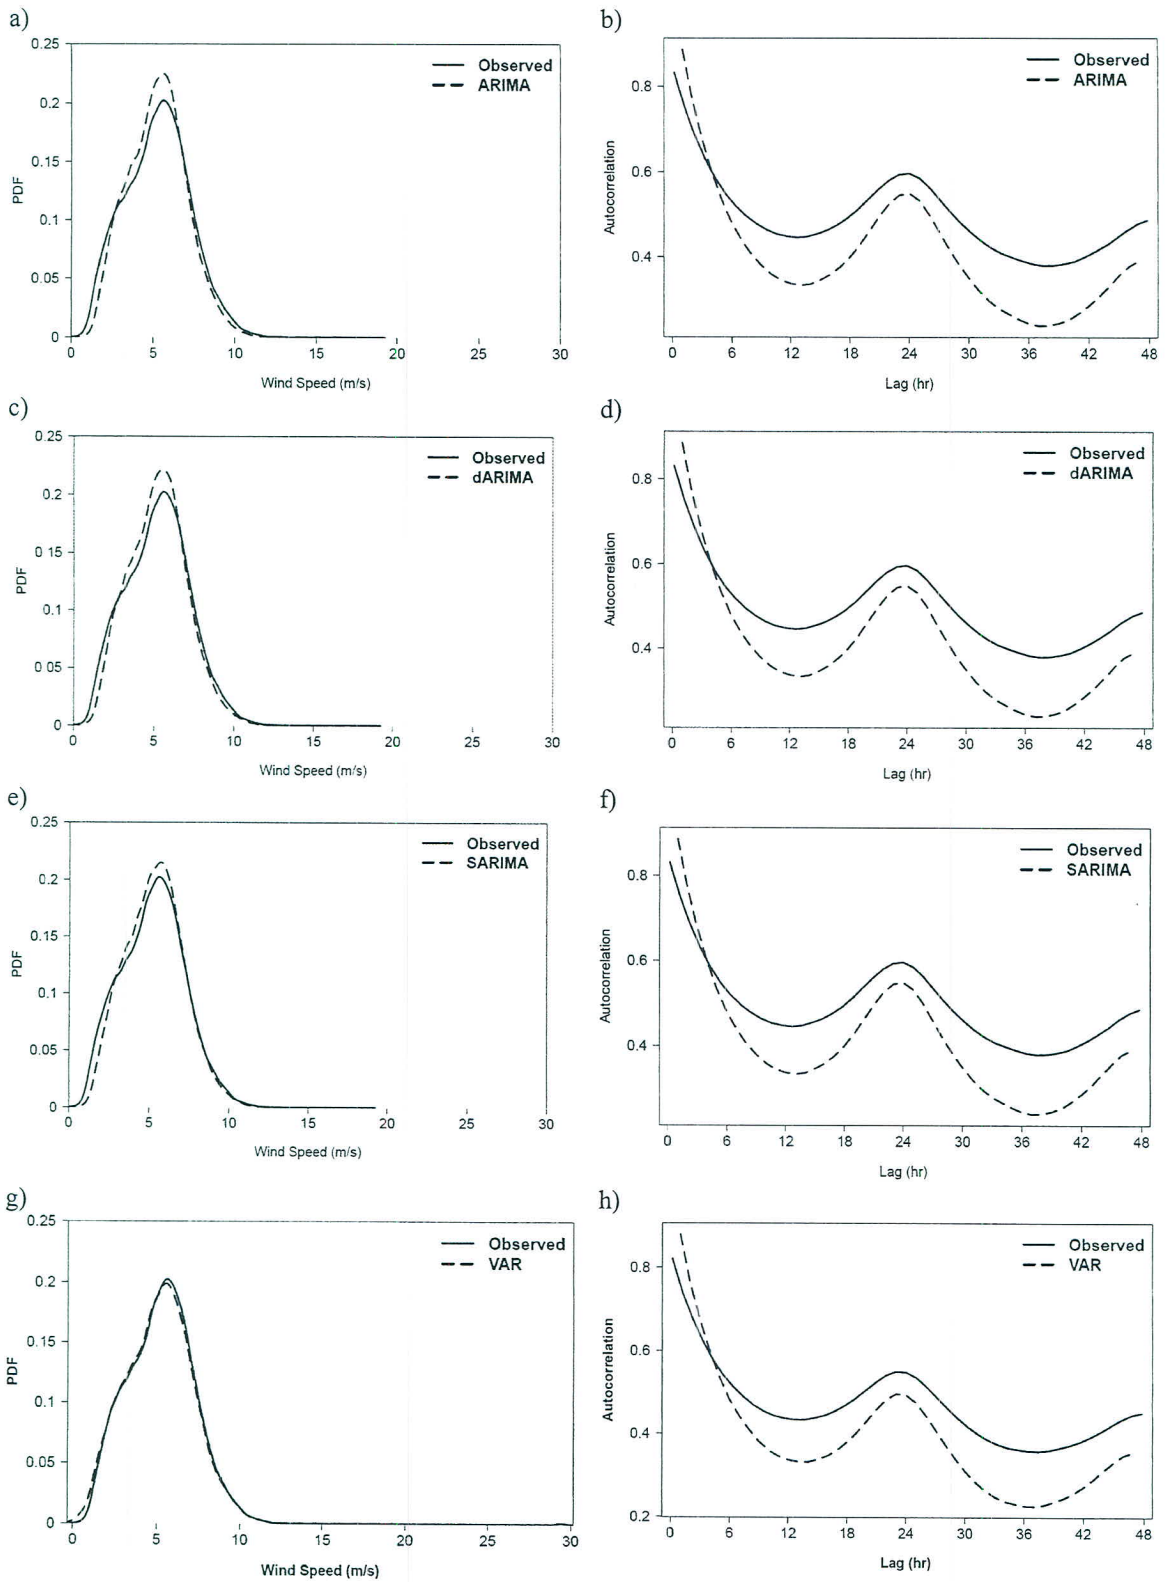 a)
0.25
0.2
0.15
0.1
0.05
0
PDF
0 5 10 15 20 25 30
Wind Speed (m/s)
Observed
ARIMA
b)
0.8
0.6
0.4
Autocorrelation
0 6 12 18 24 30 36 42 48
Lag (hr)
Observed
ARIMA
c)
0.25
0.2
0 15
0.1
0 05
0
PDF
0 5 10 15 20 25 30
Wind Speed (m/s)
Observed
dARIMA
d)
0.8
0.6
0.4
Autocorrelation
0 6 12 18 24 30 36 42 48
Lag (hr)
Observed
dARIMA
e)
0.25
0.2
0.15
0.1
0.05
0
PDF
0 5 10 15 20 25 30
Wind Speed (m/s)
Observed
SARIMA
f)
0.8
0.6
0.4
Autocorrelation
0 6 12 18 24 30 36 42 48
Lag (hr)
Observed
SARIMA
g)
0.25
0.2
0.15
0.1
0.05
0
PDF
0 5 10 15 20 25 30
Wind Speed (m/s)
Observed
VAR
h)
0.8
0.6
0.4
0.2
Autocorrelation
0 6 12 18 24 30 36 42 48
Lag (hr)
Observed
VAR